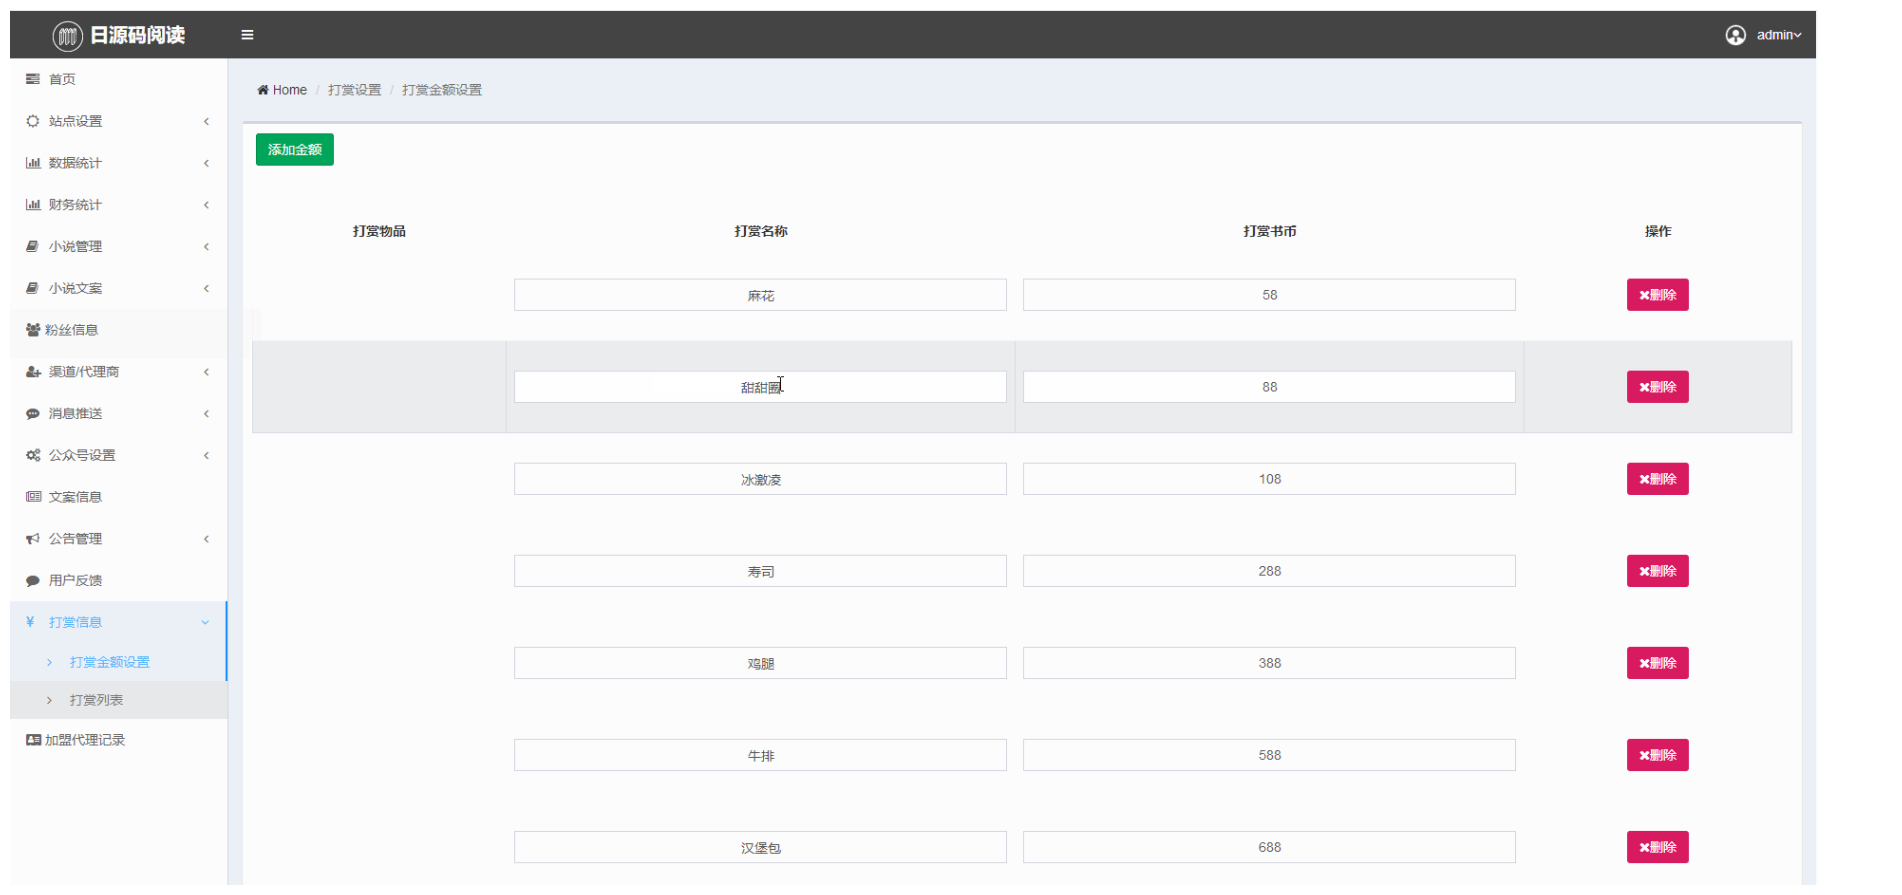 日源码阅读
admin
首页
站点设置
数据统计
财务统计
小说管理
小说文案
粉丝信息
渠道/代理商
消息推送
公众号设置
文案信息
公告管理
用户反馈
¥ 打赏信息
打赏金额设置
打赏列表
加盟代理记录
Home / 打赏设置 / 打赏金额设置
添加金额
打赏物品 打赏名称 打赏书币 操作
麻花 58 删除
甜甜圈 88 删除
冰激凌 108 删除
寿司 288 删除
鸡腿 388 删除
牛排 588 删除
汉堡包 688 删除